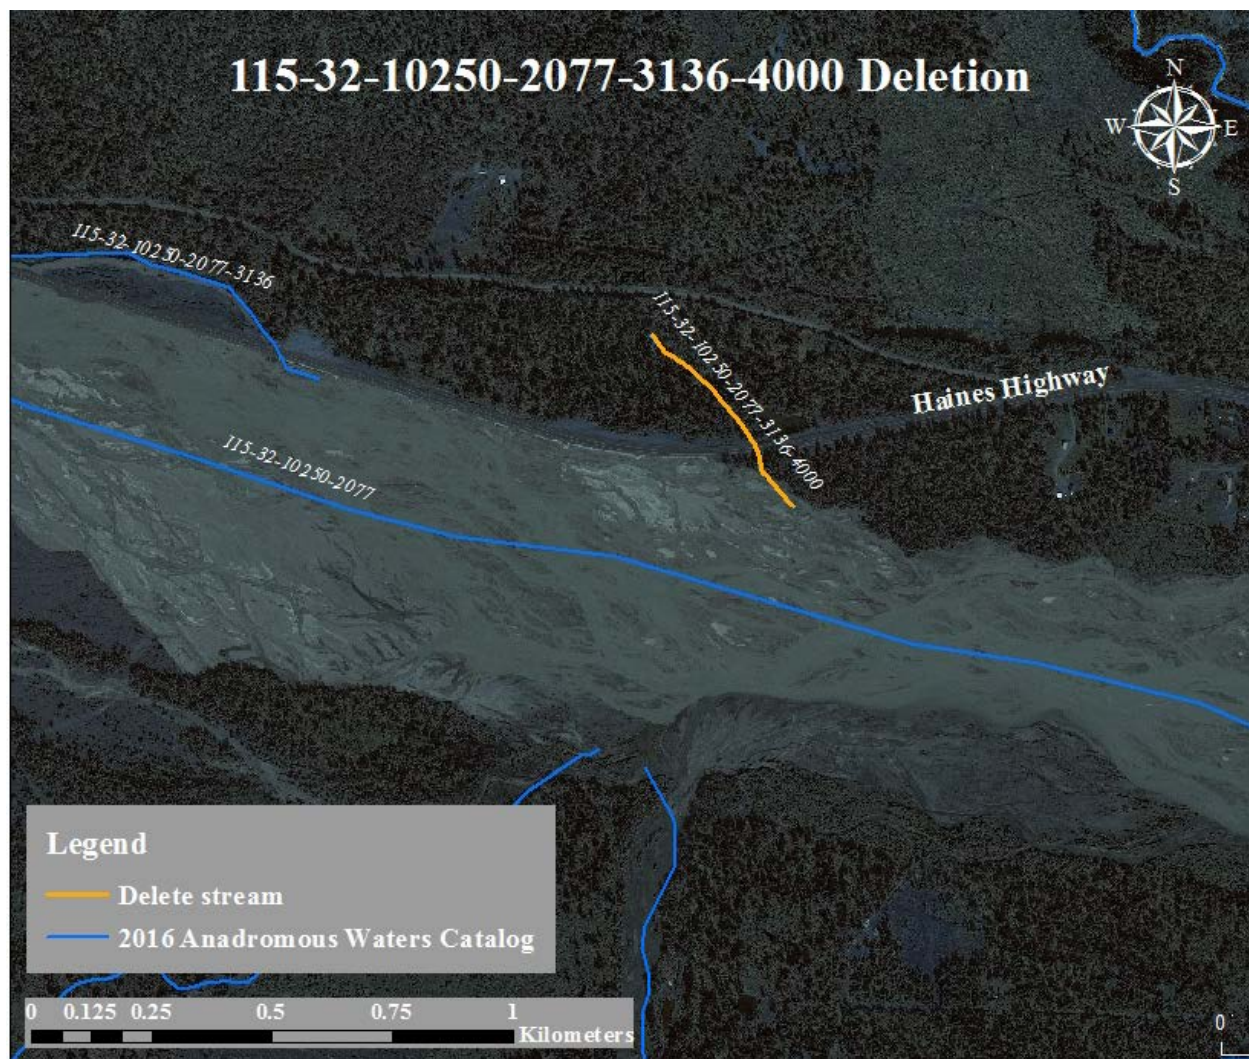 115-32-10250-2077-3136-4000 Deletion
N
W E
S
115-32-10250-2077-3136
115-32-10250-2077-3136-4000
Haines Highway
115-32-10250-2077
Legend
Delete stream
2016 Anadromous Waters Catalog
0 0.125 0.25 0.5 0.75 1
Kilometers
0